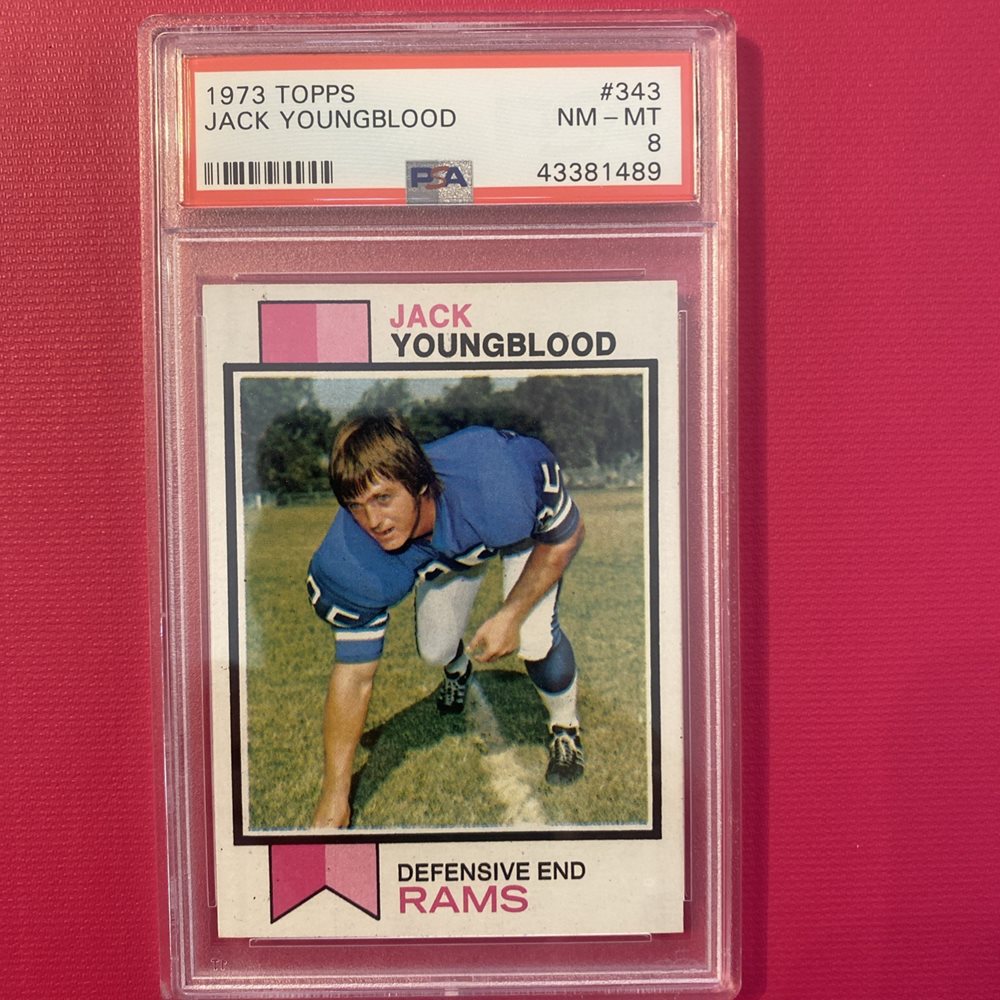 1973 TOPPS #343
JACK YOUNGBLOOD NM – MT
8
PSA 43381489
JACK
YOUNGBLOOD
DEFENSIVE END
RAMS